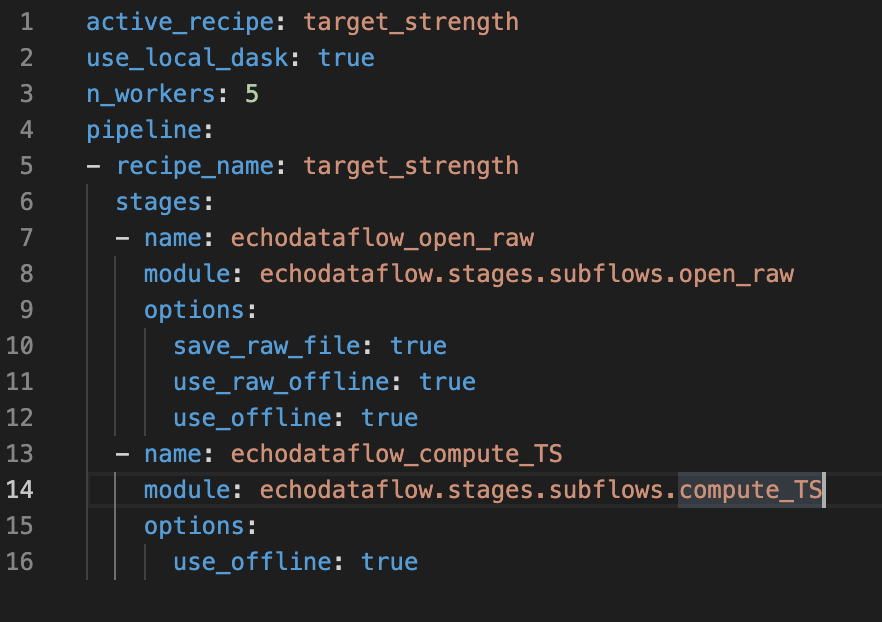 1 active_recipe: target_strength
2 use_local_dask: true
3 n_workers: 5
4 pipeline:
5 - recipe_name: target_strength
6   stages:
7   - name: echodataflow_open_raw
8     module: echodataflow.stages.subflows.open_raw
9     options:
10       save_raw_file: true
11       use_raw_offline: true
12       use_offline: true
13   - name: echodataflow_compute_TS
14     module: echodataflow.stages.subflows.compute_TS
15     options:
16       use_offline: true